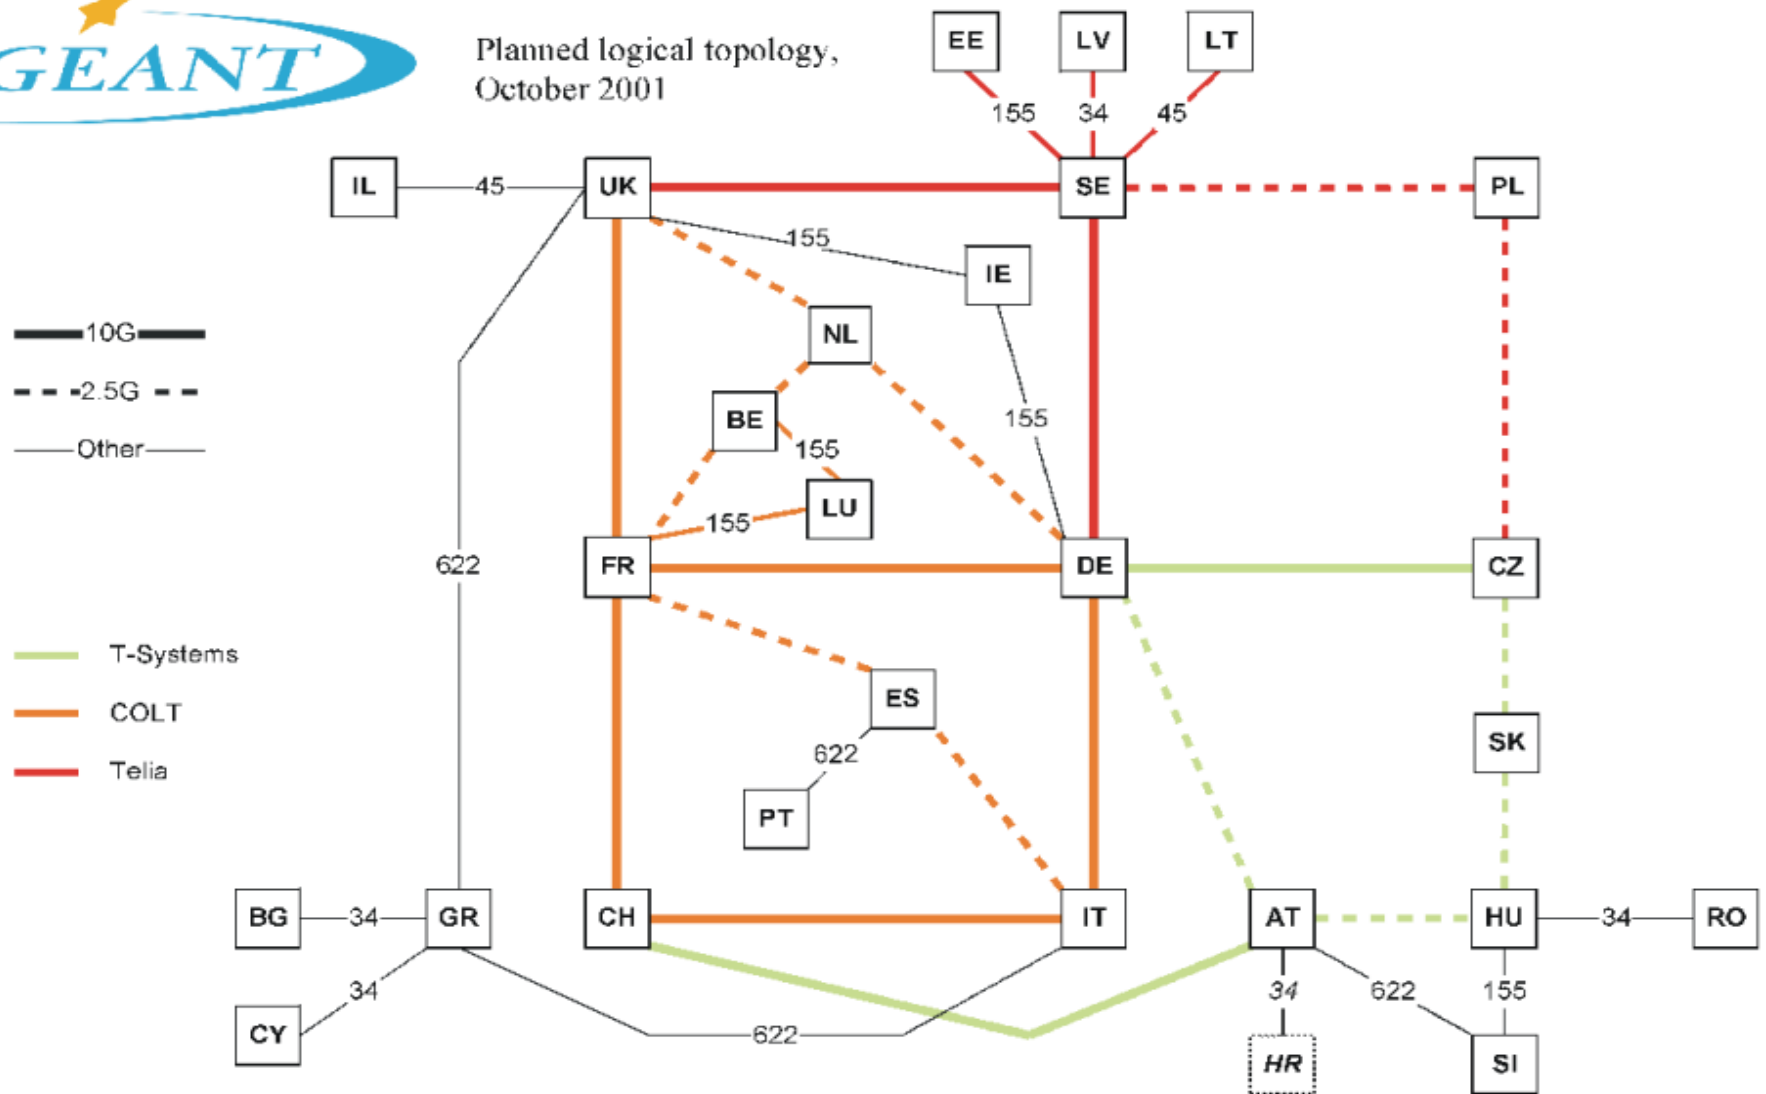 GEANT
Planned logical topology,
October 2001
EE
LV
LT
155
34
45
IL
45
UK
SE
PL
155
IE
NL
10G
2.5G
BE
155
155
Other
LU
155
622
FR
DE
CZ
T-Systems
COLT
Telia
ES
SK
622
PT
BG
34
GR
CH
IT
AT
HU
34
RO
34
34
622
155
CY
622
HR
SI